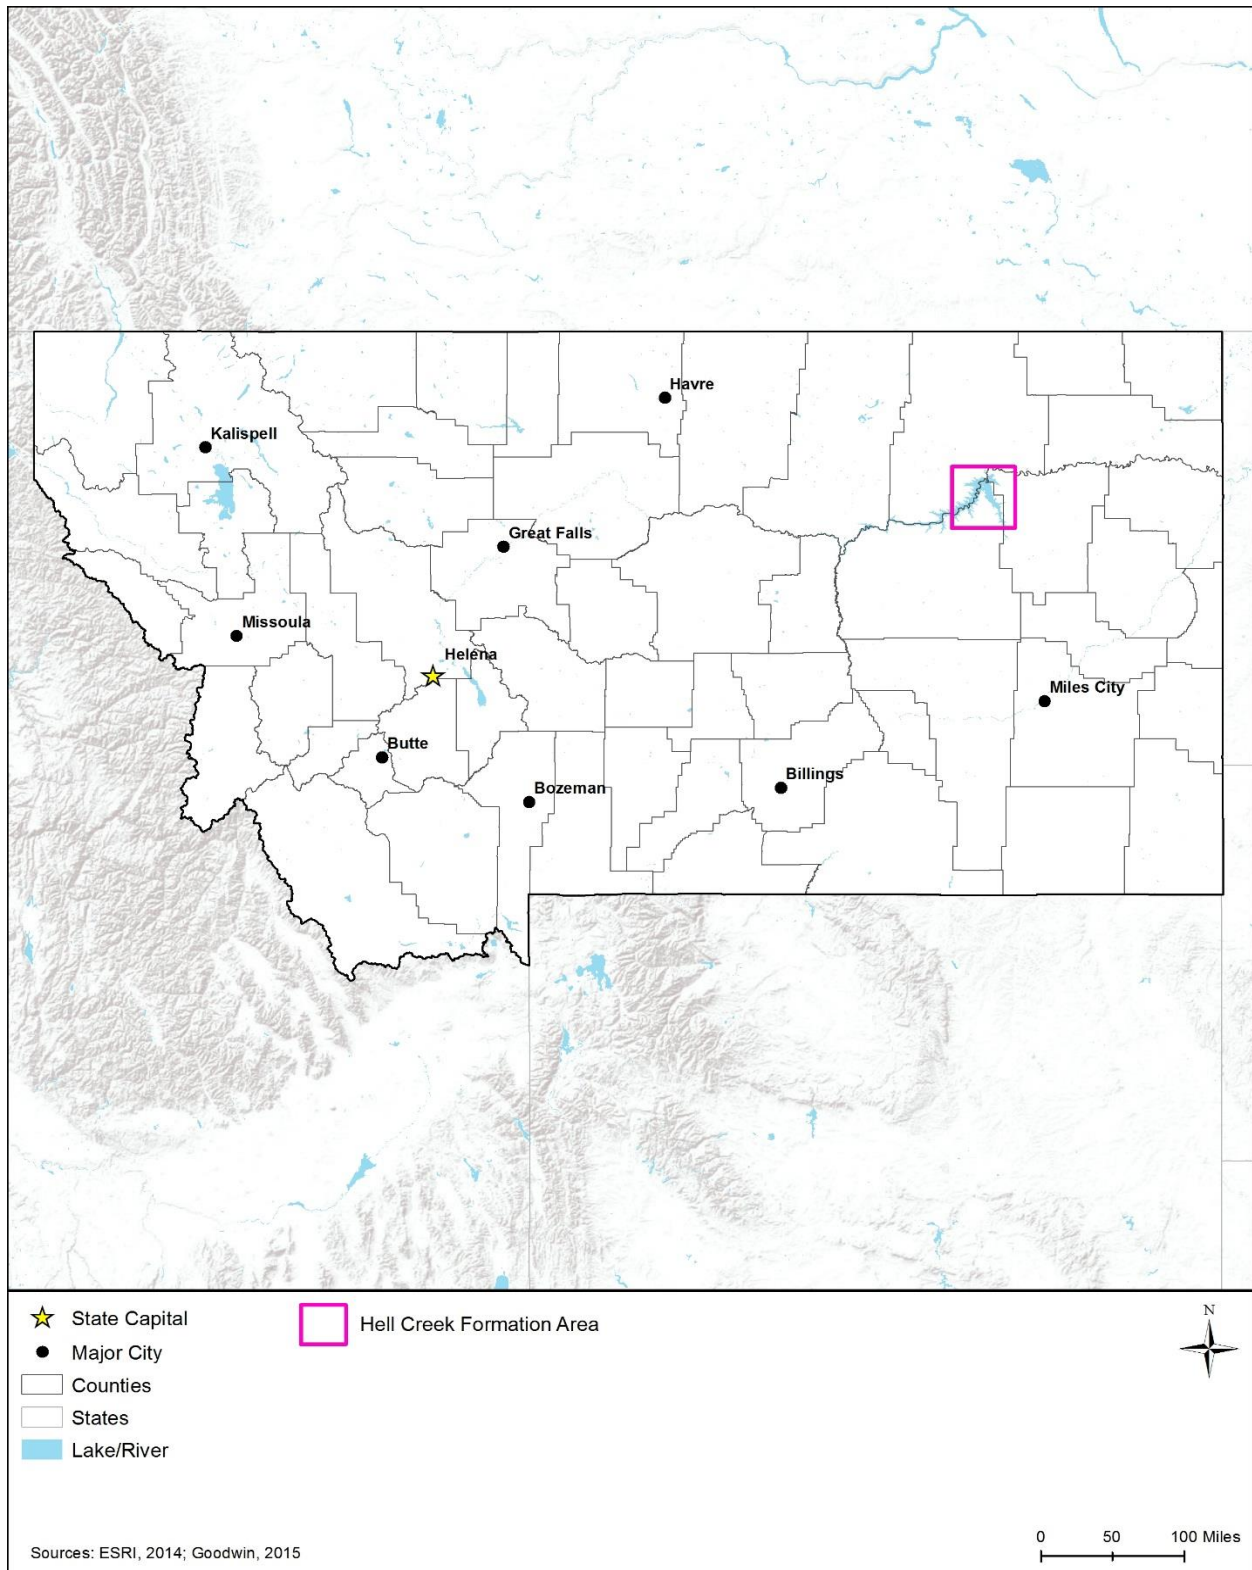 Havre
Kalispell
Great Falls
Missoula
Helena
Miles City
Butte
Billings
Bozeman
State Capital
Hell Creek Formation Area
N
Major City
Counties
States
Lake/River
0 50 100 Miles
Sources: ESRI, 2014; Goodwin, 2015